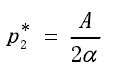 p₂* = A / 2α